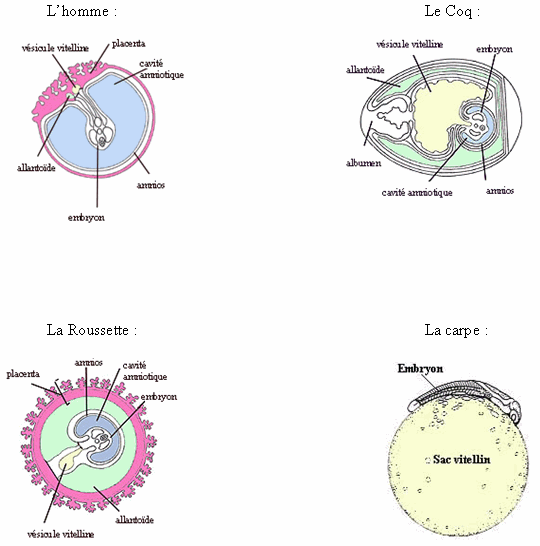 L'homme :
vésicule vitelline
placenta
cavité
amniotique
allantoïde
amnios
embryon
Le Coq :
vésicule vitelline
embryon
allantoïde
albumen
cavité amniotique
amnios
La Roussette :
amnios
cavité
amniotique
placenta
embryon
allantoïde
vésicule vitelline
La carpe :
Embryon
Sac vitellin